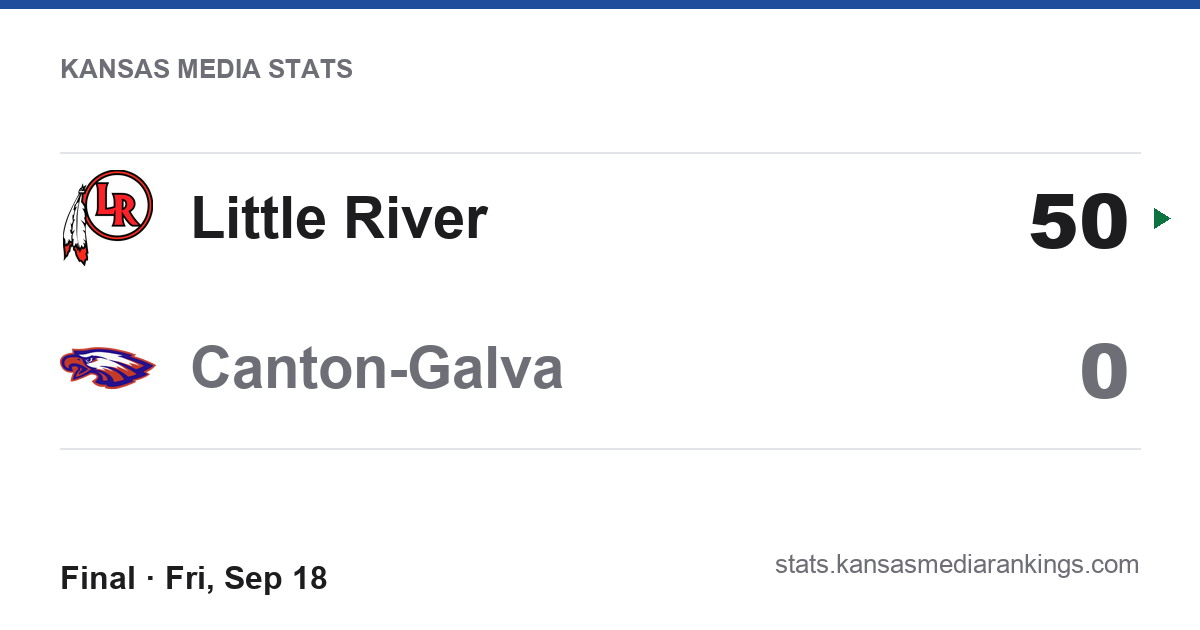 KANSAS MEDIA STATS
LR
Little River
50
Canton-Galva
0
Final · Fri, Sep 18
stats.kansasmediarankings.com